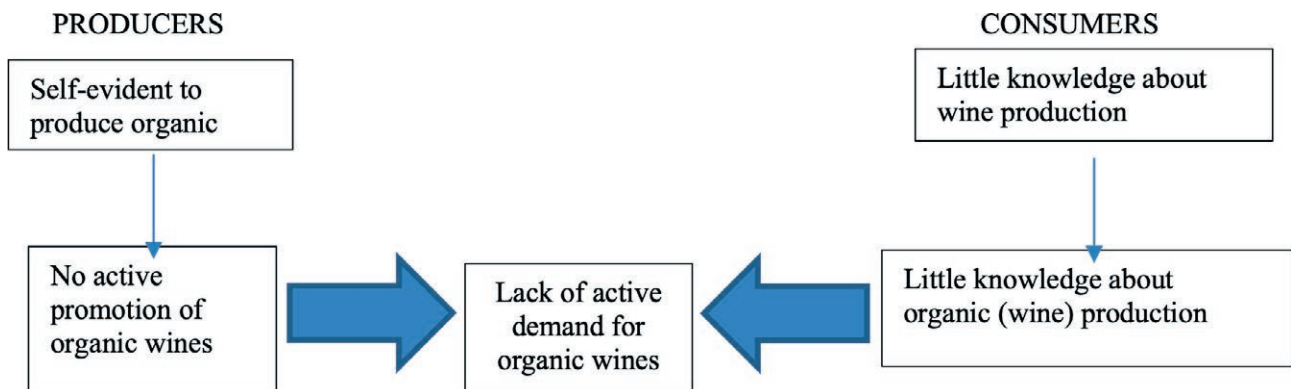 PRODUCERS
Self-evident to
produce organic
No active
promotion of
organic wines
Lack of active
demand for
organic wines
CONSUMERS
Little knowledge about
wine production
Little knowledge about
organic (wine) production